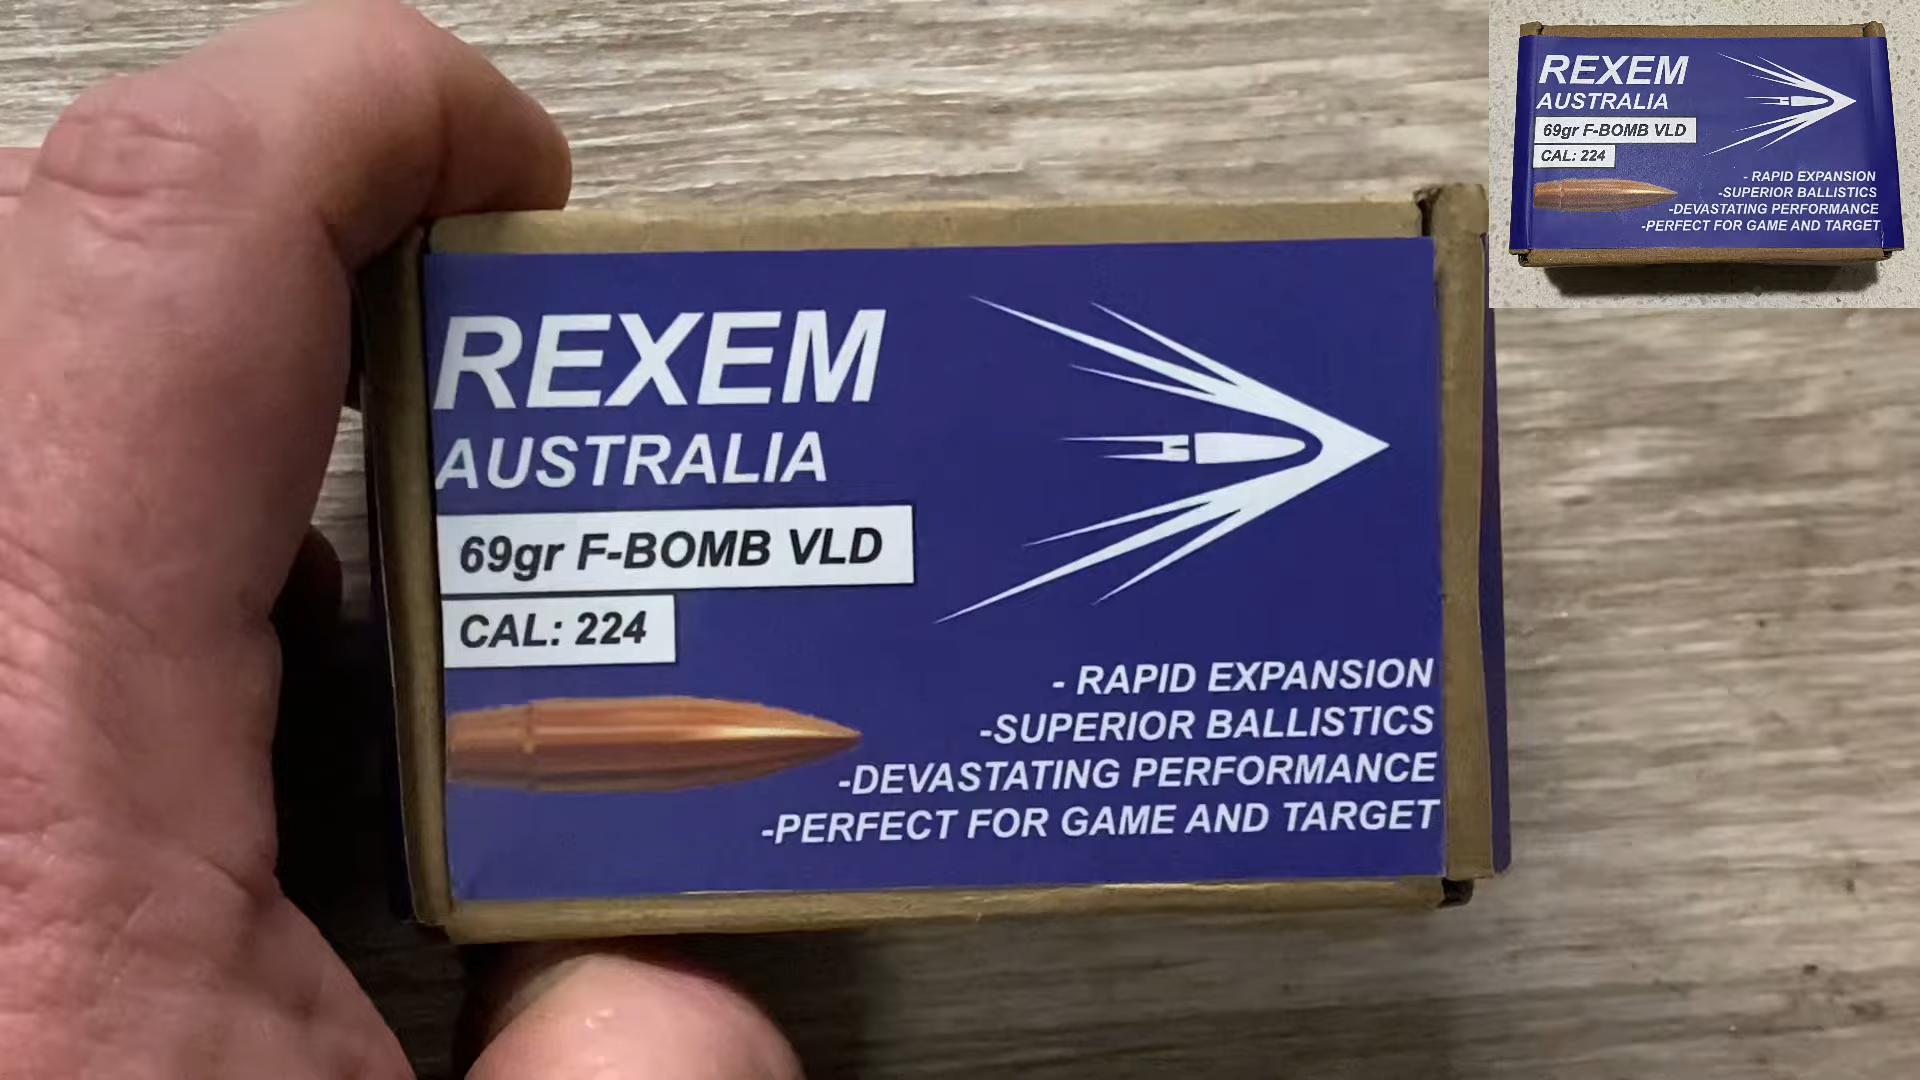 REXEM
AUSTRALIA
69gr F-BOMB VLD
CAL: 224
- RAPID EXPANSION
-SUPERIOR BALLISTICS
-DEVASTATING PERFORMANCE
-PERFECT FOR GAME AND TARGET
REXEM
AUSTRALIA
69gr F-BOMB VLD
CAL: 224
- RAPID EXPANSION
-SUPERIOR BALLISTICS
-DEVASTATING PERFORMANCE
-PERFECT FOR GAME AND TARGET